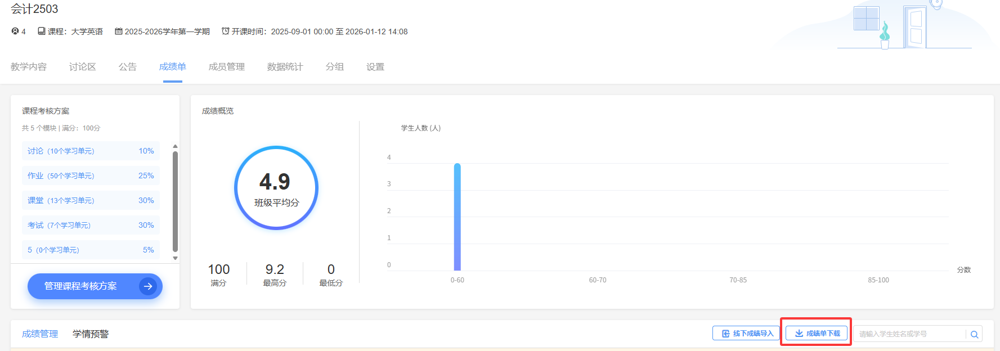 会计2503
4 课程：大学英语 2025-2026学年第一学期 开课时间：2025-09-01 00:00 至 2026-01-12 14:08
教学内容 讨论区 公告 成绩单 成员管理 数据统计 分组 设置
课程考核方案
共 5 个模块 | 满分：100分
讨论（10个学习单元） 10%
作业（50个学习单元） 25%
课堂（13个学习单元） 30%
考试（7个学习单元） 30%
5（0个学习单元） 5%
管理课程考核方案
成绩概览
4.9
班级平均分
100 9.2 0
满分 最高分 最低分
学生人数 (人)
4
3
2
1
0
0-60 60-70 70-85 85-100
分数
成绩管理 学情预警 线下成绩导入 成绩单下载 请输入学生姓名或学号